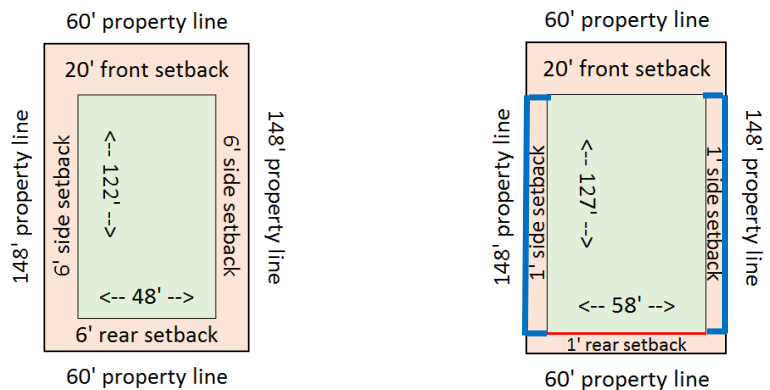 60' property line
20' front setback
148' property line
6' side setback
<-- 122' -->
6' side setback
148' property line
<-- 48' -->
6' rear setback
60' property line
60' property line
20' front setback
148' property line
1' side setback
<-- 127' -->
1' side setback
148' property line
<-- 58' -->
1' rear setback
60' property line